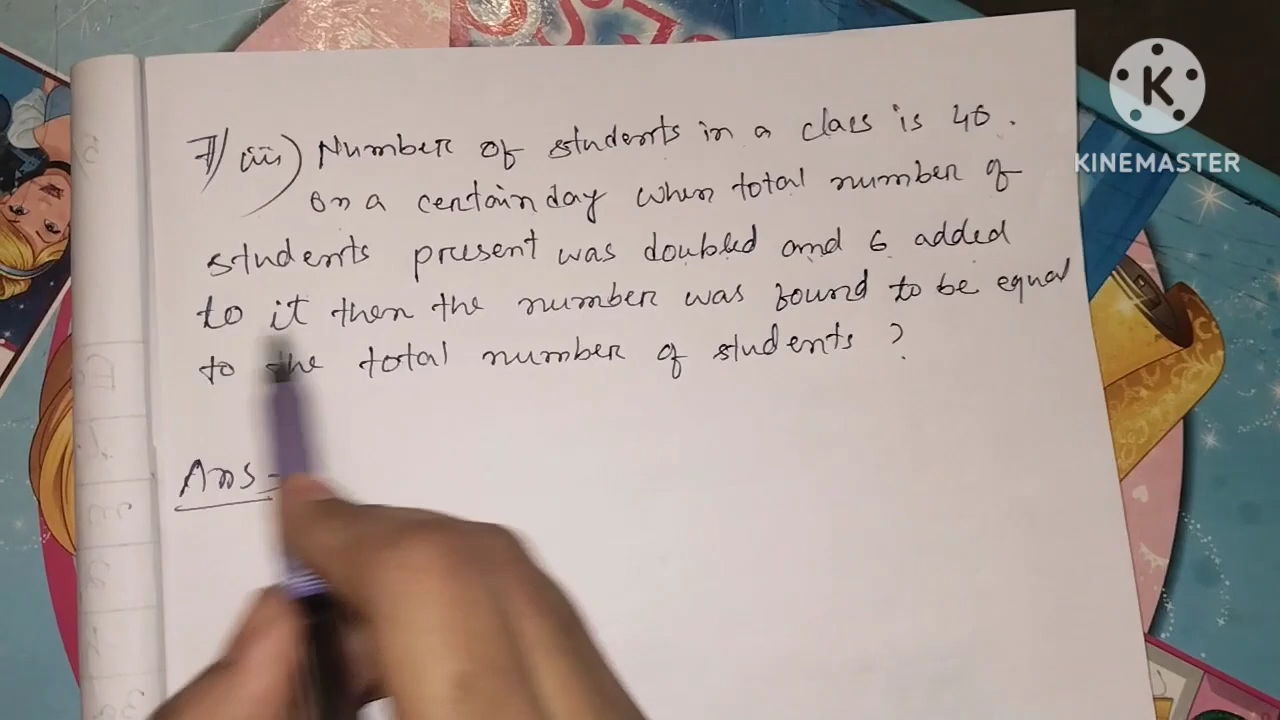 7) iii) Number of students in a class is 46.
on a certain day when total number of
students present was doubled and 6 added
to it then the number was found to be equal
to the total number of students ?
Ans -
K
KINEMASTER